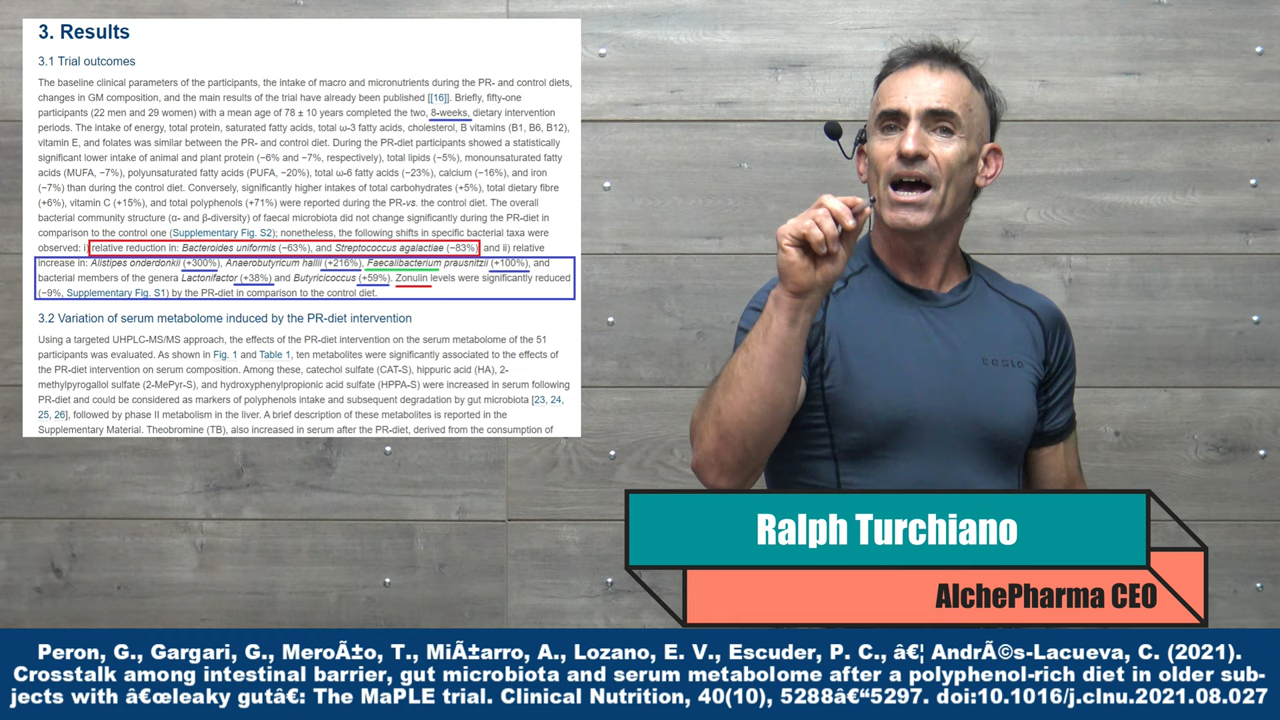 3. Results
3.1 Trial outcomes
The baseline clinical parameters of the participants, the intake of macro and micronutrients during the PR- and control diets,
changes in GM composition, and the main results of the trial have already been published [[16]]. Briefly, fifty-one
participants (22 men and 29 women) with a mean age of 78 ± 10 years completed the two, 8-weeks, dietary intervention
periods. The intake of energy, total protein, saturated fatty acids, total ω-3 fatty acids, cholesterol, B vitamins (B1, B6, B12),
vitamin E, and folates was similar between the PR- and control diet. During the PR-diet participants showed a statistically
significant lower intake of animal and plant protein (−6% and −7%, respectively), total lipids (−5%), monounsaturated fatty
acids (MUFA, −7%), polyunsaturated fatty acids (PUFA, −20%), total ω-6 fatty acids (−23%), calcium (−16%), and iron
(−7%) than during the control diet. Conversely, significantly higher intakes of total carbohydrates (+5%), total dietary fibre
(+6%), vitamin C (+15%), and total polyphenols (+71%) were reported during the PR-vs. the control diet. The overall
bacterial community structure (α- and β-diversity) of faecal microbiota did not change significantly during the PR-diet in
comparison to the control one (Supplementary Fig. S2); nonetheless, the following shifts in specific bacterial taxa were
observed: i) relative reduction in: Bacteroides uniformis (−63%), and Streptococcus agalactiae (−83%) and ii) relative
increase in: Alistipes onderdonkii (+300%), Anaerobutyricum hallii (+216%), Faecalibacterium prausnitzii (+100%), and
bacterial members of the genera Lactonifactor (+38%) and Butyricicoccus (+59%). Zonulin levels were significantly reduced
(−9%, Supplementary Fig. S1) by the PR-diet in comparison to the control diet.
3.2 Variation of serum metabolome induced by the PR-diet intervention
Using a targeted UHPLC-MS/MS approach, the effects of the PR-diet intervention on the serum metabolome of the 51
participants was evaluated. As shown in Fig. 1 and Table 1, ten metabolites were significantly associated to the effects of
the PR-diet intervention on serum composition. Among these, catechol sulfate (CAT-S), hippuric acid (HA), 2-
methylpyrogallol sulfate (2-MePyr-S), and hydroxyphenylpropionic acid sulfate (HPPA-S) were increased in serum following
PR-diet and could be considered as markers of polyphenols intake and subsequent degradation by gut microbiota [23, 24,
25, 26], followed by phase II metabolism in the liver. A brief description of these metabolites is reported in the
Supplementary Material. Theobromine (TB), also increased in serum after the PR-diet, derived from the consumption of
tesla
Ralph Turchiano
AlchePharma CEO
Peron, G., Gargari, G., MeroÃ±o, T., MiÃ±arro, A., Lozano, E. V., Escuder, P. C., â€¦ AndrÃ©s-Lacueva, C. (2021).
Crosstalk among intestinal barrier, gut microbiota and serum metabolome after a polyphenol-rich diet in older sub-
jects with â€œleaky gutâ€: The MaPLE trial. Clinical Nutrition, 40(10), 5288â€“5297. doi:10.1016/j.clnu.2021.08.027